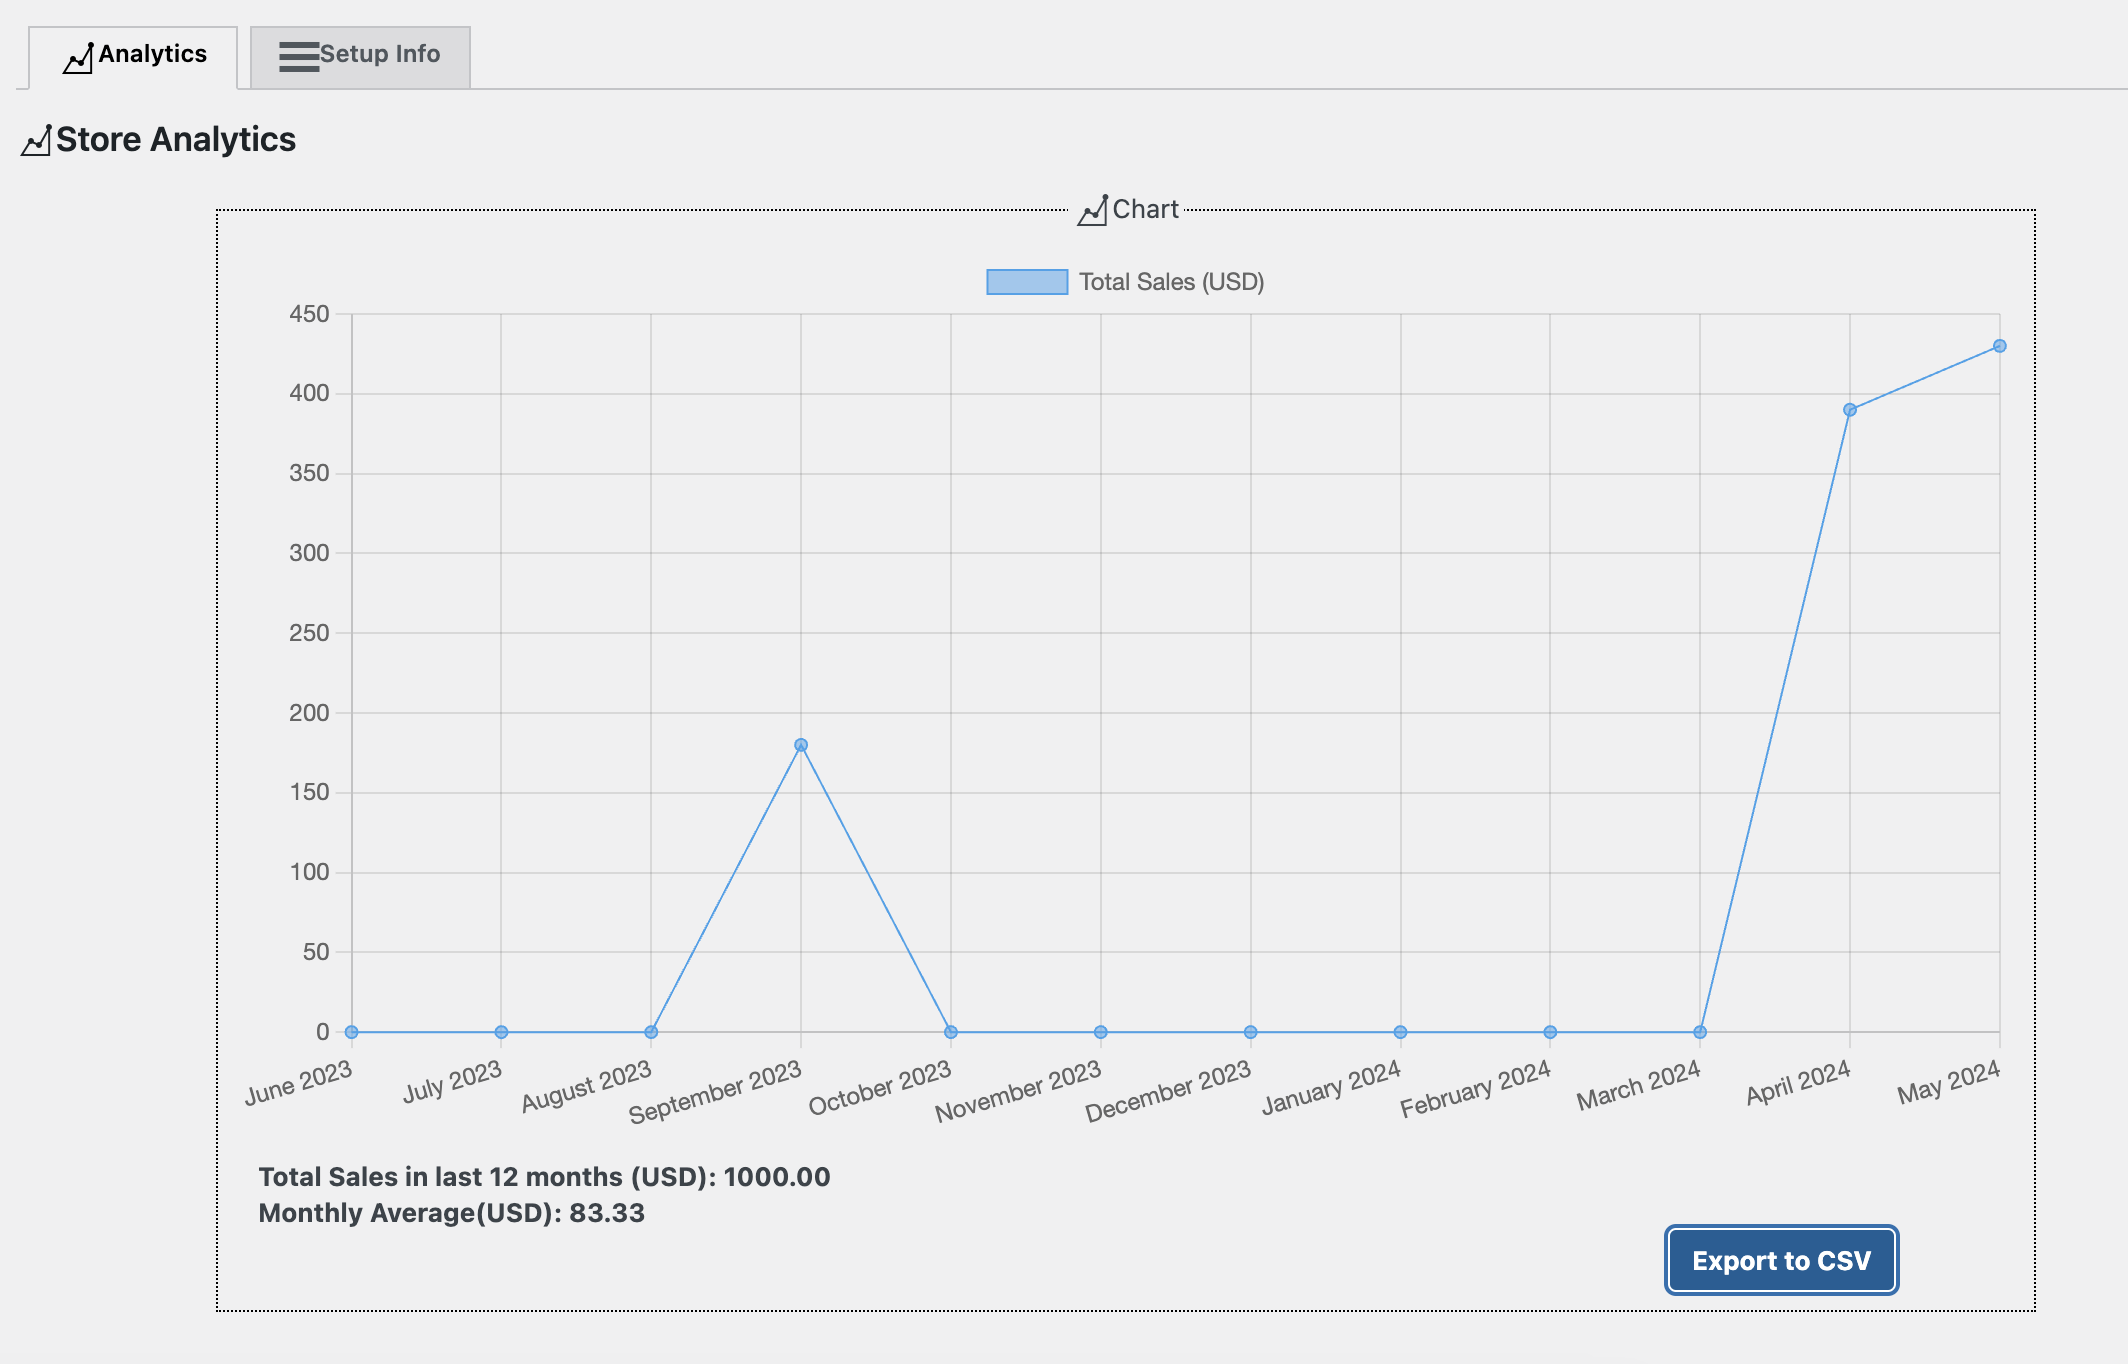 Analytics
Setup Info
Store Analytics
Chart
Total Sales (USD)
450
400
350
300
250
200
150
100
50
0
June 2023
July 2023
August 2023
September 2023
October 2023
November 2023
December 2023
January 2024
February 2024
March 2024
April 2024
May 2024
Total Sales in last 12 months (USD): 1000.00
Monthly Average(USD): 83.33
Export to CSV